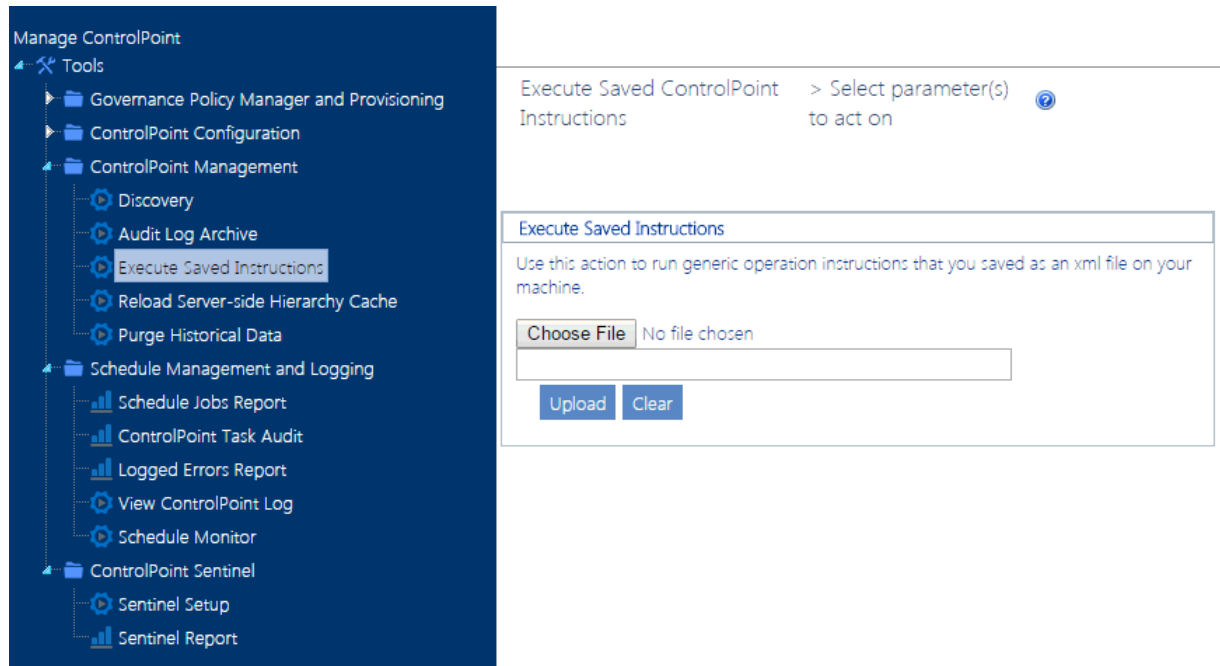 Manage ControlPoint
Tools
Governance Policy Manager and Provisioning
ControlPoint Configuration
ControlPoint Management
Discovery
Audit Log Archive
Execute Saved Instructions
Reload Server-side Hierarchy Cache
Purge Historical Data
Schedule Management and Logging
Schedule Jobs Report
ControlPoint Task Audit
Logged Errors Report
View ControlPoint Log
Schedule Monitor
ControlPoint Sentinel
Sentinel Setup
Sentinel Report
Execute Saved ControlPoint
Instructions
> Select parameter(s)
to act on
?
Execute Saved Instructions
Use this action to run generic operation instructions that you saved as an xml file on your
machine.
Choose File No file chosen
Upload Clear